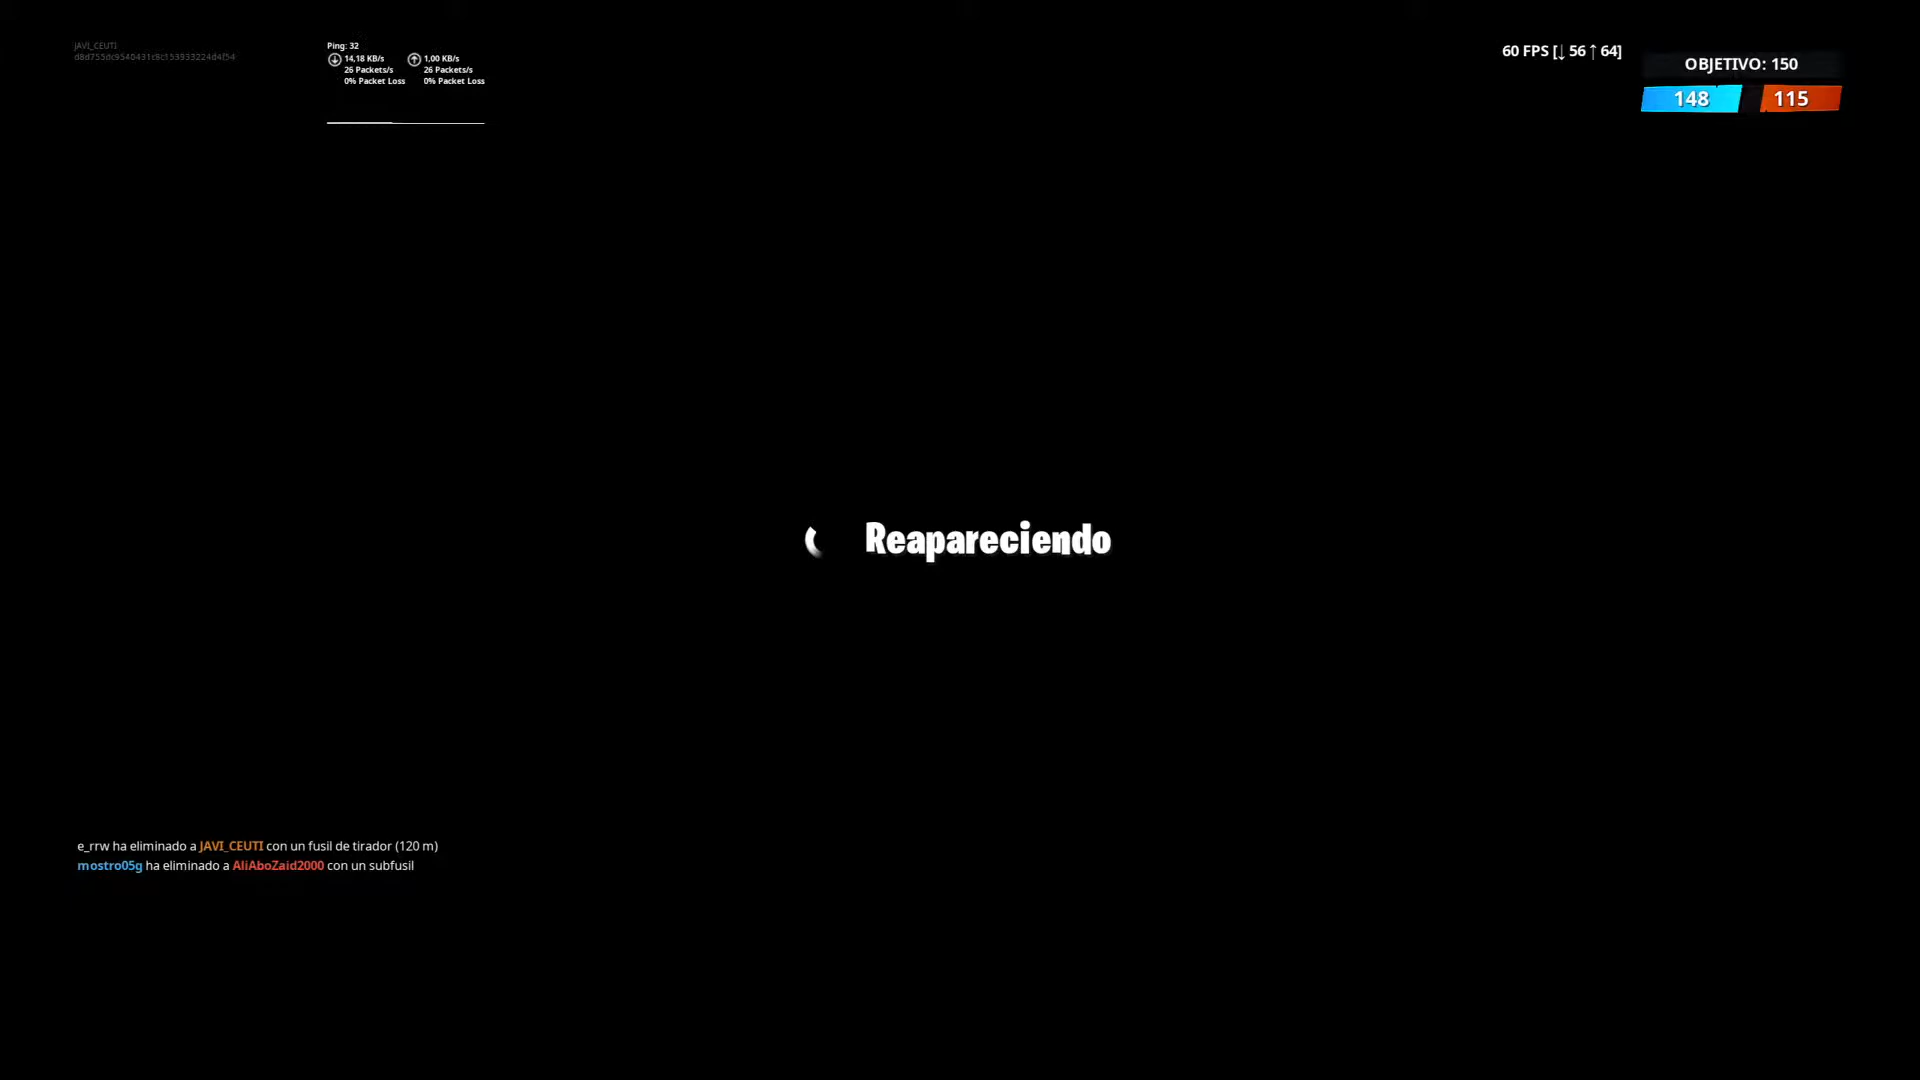 JAVI_CEUTI
Ping: 32
14,18 KB/s
26 Packets/s
0% Packet Loss
1,00 KB/s
26 Packets/s
0% Packet Loss
60 FPS [↓ 56 ↑ 64]
OBJETIVO: 150
148
115
Reapareciendo
e_rrw ha eliminado a JAVI_CEUTI con un fusil de tirador (120 m)
mostro05g ha eliminado a AliAboZaid2000 con un subfusil